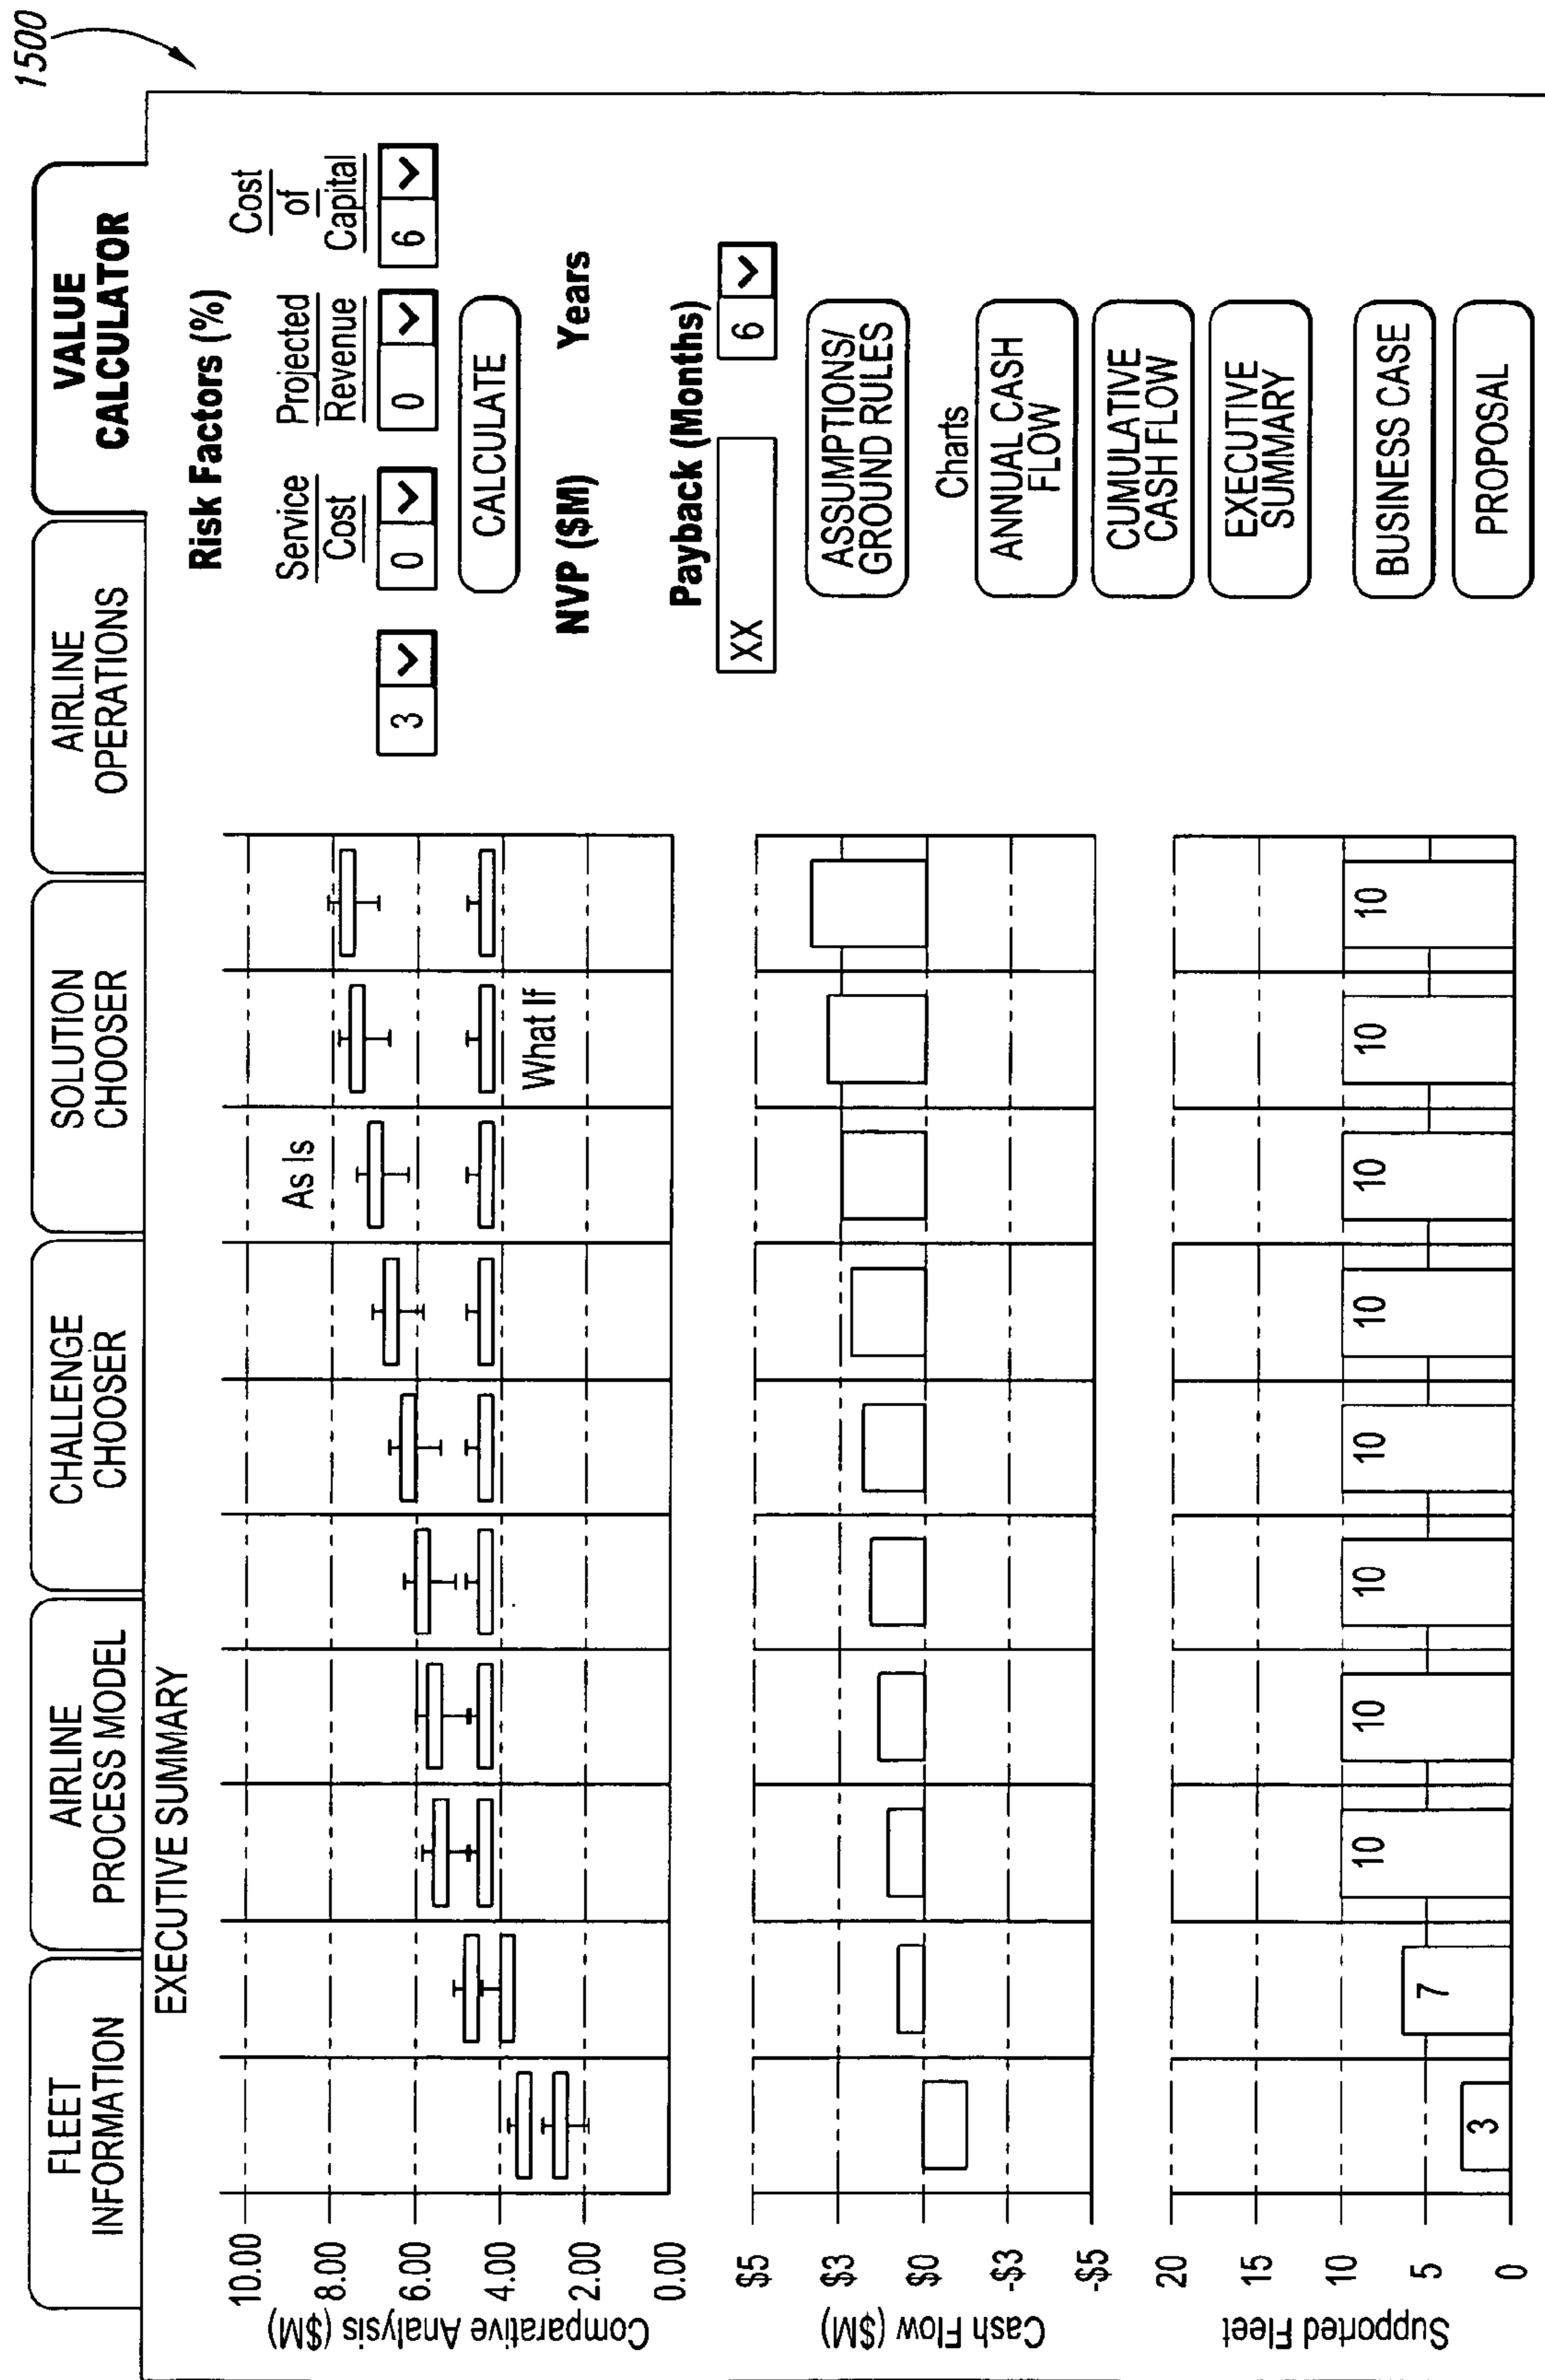 1500
FLEET
INFORMATION
AIRLINE
PROCESS MODEL
CHALLENGE
CHOOSER
SOLUTION
CHOOSER
AIRLINE
OPERATIONS
VALUE
CALCULATOR
EXECUTIVE SUMMARY
Comparative Analysis ($M)
10.00
8.00
6.00
4.00
2.00
0.00
As Is
What If
Cash Flow ($M)
$5
$3
$0
-$3
-$5
Supported Fleet
20
15
10
5
0
3
7
10
10
10
10
10
10
10
10
Risk Factors (%)
Service
Cost
Projected
Revenue
Cost
of
Capital
3
0
0
6
CALCULATE
NVP ($M) Years
Payback (Months)
XX
6
ASSUMPTIONS/
GROUND RULES
Charts
ANNUAL CASH
FLOW
CUMULATIVE
CASH FLOW
EXECUTIVE
SUMMARY
BUSINESS CASE
PROPOSAL